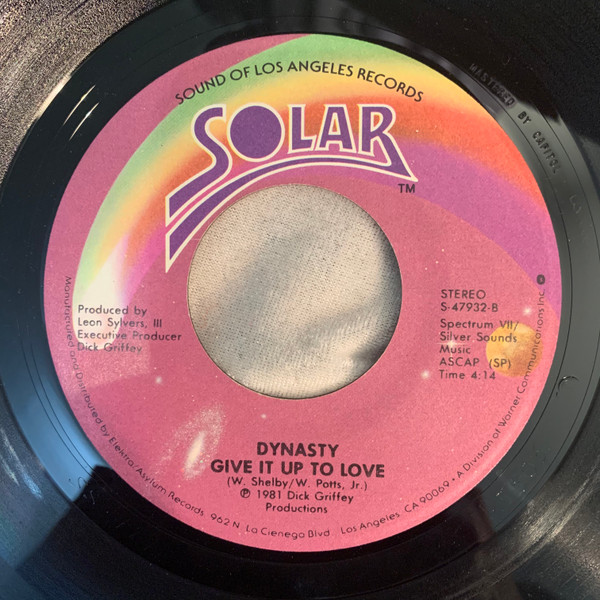 SOUND OF LOS ANGELES RECORDS
SOLAR
TM
MASTERED BY CAPITOL
Produced by
Leon Sylvers, III
Executive Producer
Dick Griffey
STEREO
S-47932-B
Spectrum VII/
Silver Sounds
Music
ASCAP (SP)
Time 4:14
DYNASTY
GIVE IT UP TO LOVE
(W. Shelby/W. Potts, Jr.)
℗ 1981 Dick Griffey
Productions
Manufactured and Distributed by Elektra/Asylum Records. 962 N. La Cienega Blvd. Los Angeles, CA 90069 • A Division of Warner Communications Inc.